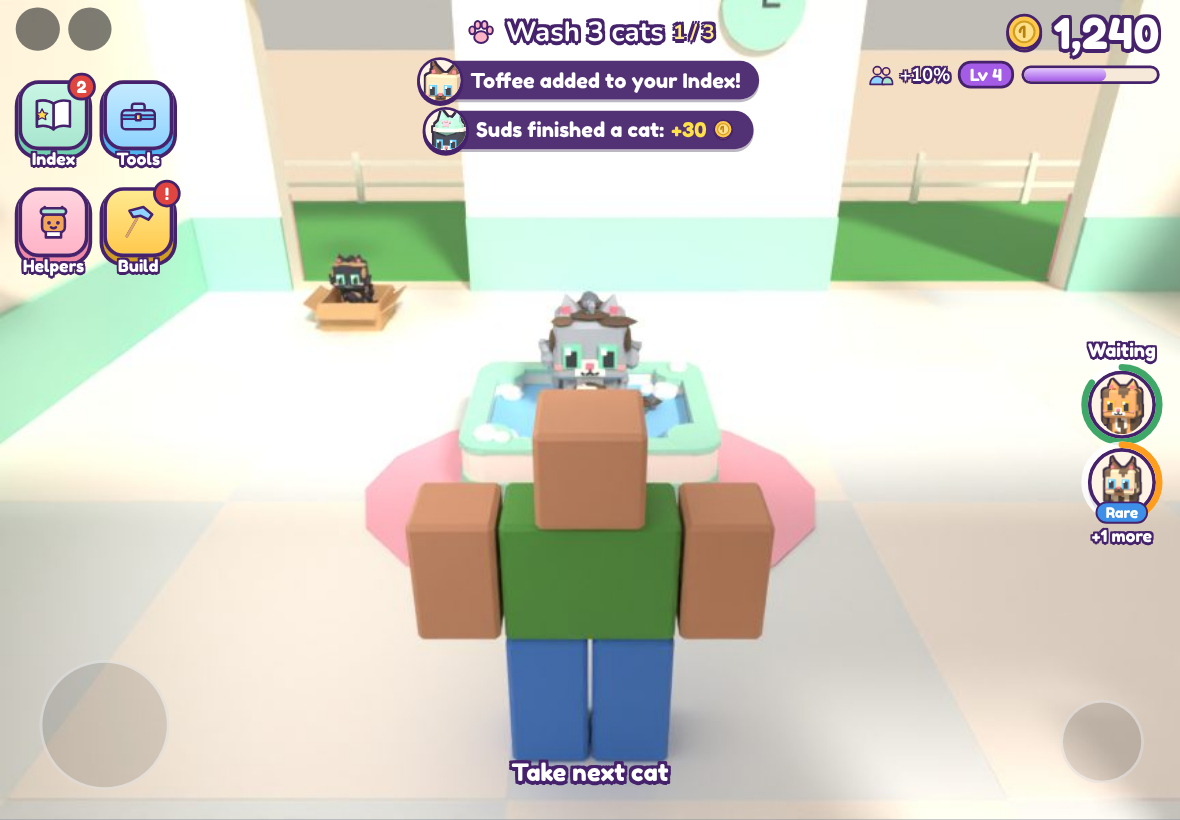 Wash 3 cats 1/3
1,240
+10% Lv 4
Toffee added to your Index!
Suds finished a cat: +30
2
Index
Tools
!
Helpers
Build
Waiting
Rare
+1 more
Take next cat